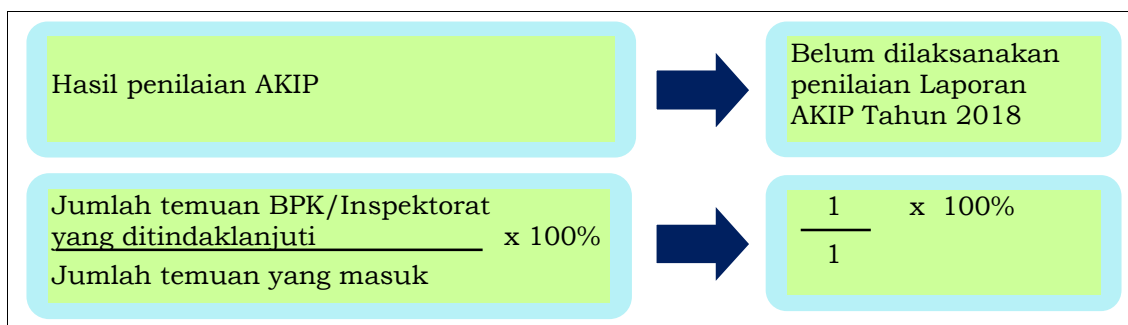 Hasil penilaian AKIP
Belum dilaksanakan
penilaian Laporan
AKIP Tahun 2018
Jumlah temuan BPK/Inspektorat
yang ditindaklanjuti x 100%
Jumlah temuan yang masuk
1 x 100%
1